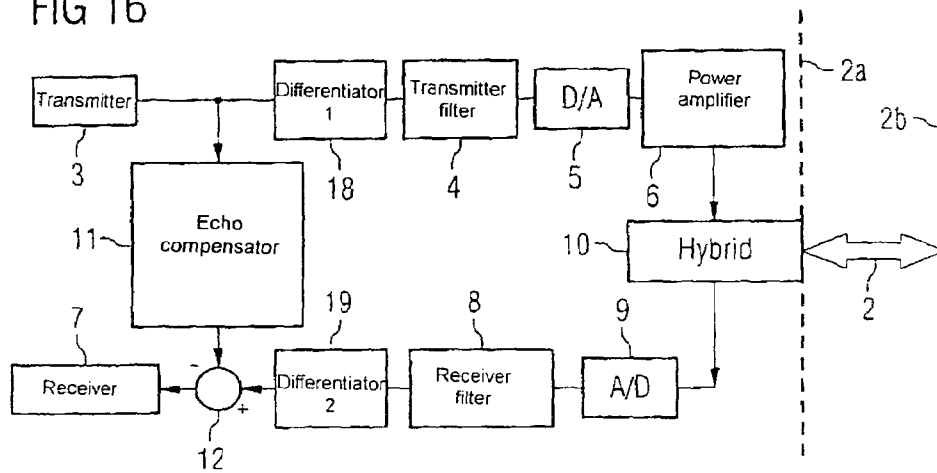 FIG 1b
Transmitter
3
Differentiator
1
18
Transmitter
filter
4
D/A
5
Power
amplifier
6
2a
2b
11
Echo
compensator
10
Hybrid
2
7
Receiver
-
+
12
19
Differentiator
2
8
Receiver
filter
9
A/D